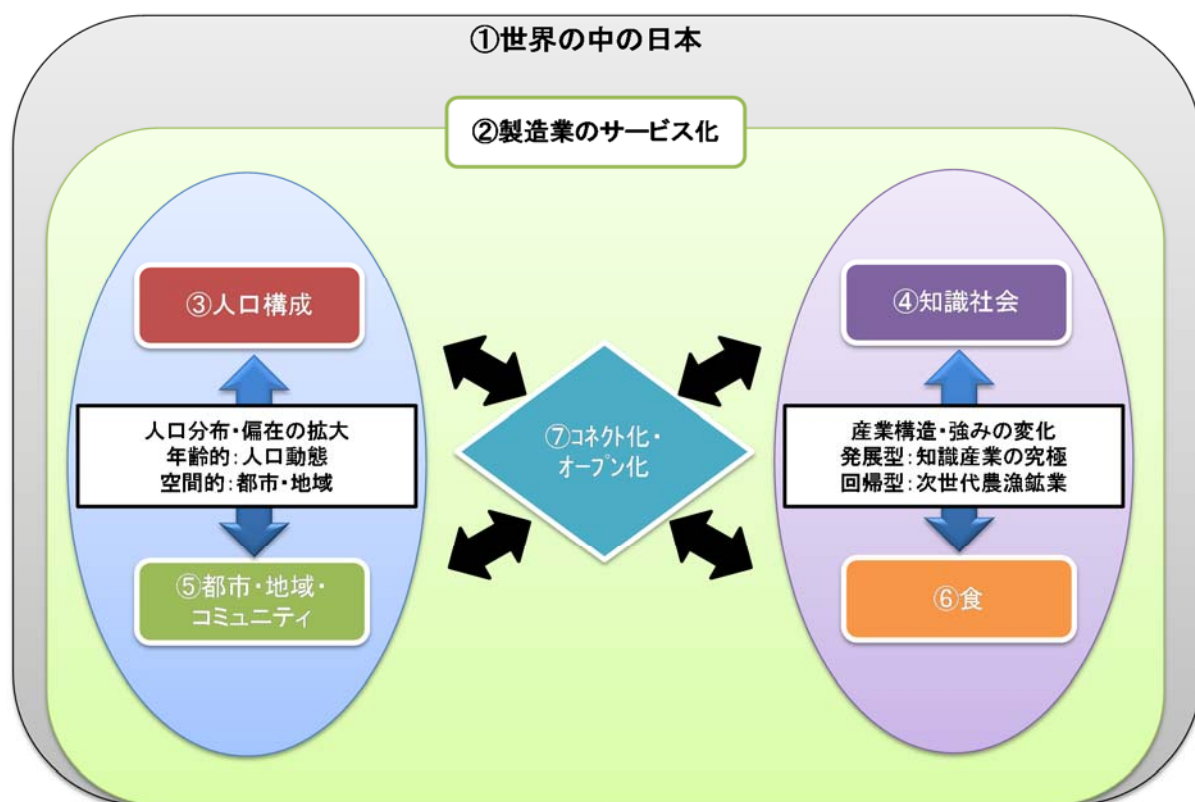 ①世界の中の日本
②製造業のサービス化
③人口構成
人口分布・偏在の拡大
年齢的:人口動態
空間的:都市・地域
⑤都市・地域・
コミュニティ
⑦コネクト化・
オープン化
④知識社会
産業構造・強みの変化
発展型:知識産業の究極
回帰型:次世代農漁鉱業
⑥食